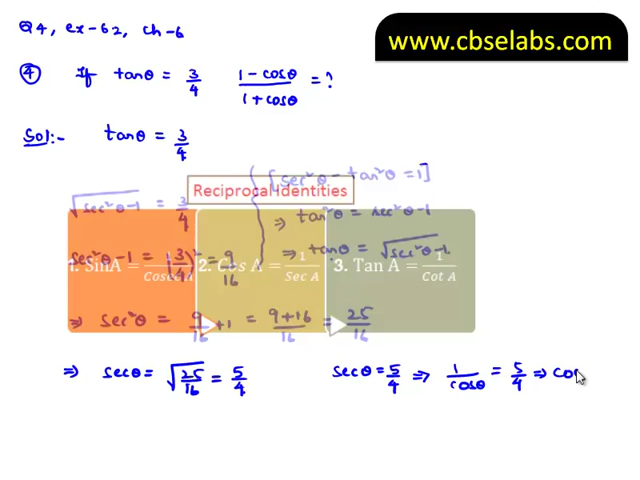 Q4, ex-6.2, ch-6
www.cbselabs.com
④ If tanθ = 3/4 (1 - cosθ)/(1 + cosθ) = ?
Sol:- tanθ = 3/4
[sec²θ - tan²θ = 1]
Reciprocal Identities
√(sec²θ-1) = 3/4
⇒ tan²θ = sec²θ-1
sec²θ-1 = (3/4)² = 9/16
⇒ tanθ = √(sec²θ-1)
1. SinA = 1/Cosec A
2. Cos A = 1/Sec A
3. Tan A = 1/Cot A
⇒ sec²θ = 9/16 + 1 = (9+16)/16 = 25/16
⇒ secθ = √(25/16) = 5/4
secθ = 5/4 ⇒ 1/cosθ = 5/4 ⇒ cos